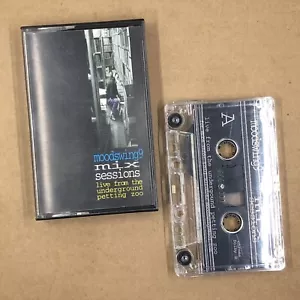 moodswing9
mix
sessions
live from the
underground
petting zoo
A
moodswing9
live from the underground petting zoo